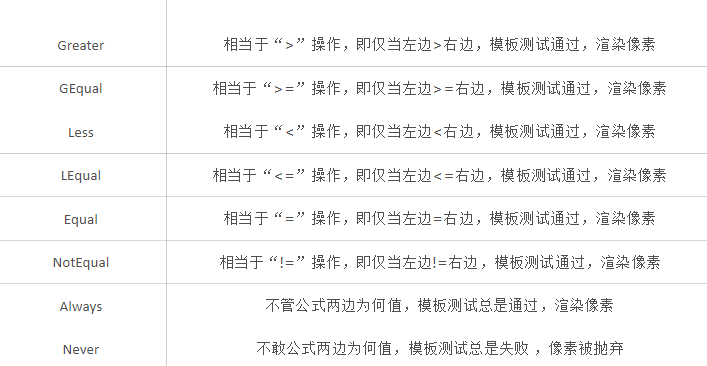 Greater 相当于“>”操作，即仅当左边>右边，模板测试通过，渲染像素
GEqual 相当于“>=”操作，即仅当左边>=右边，模板测试通过，渲染像素
Less 相当于“<”操作，即仅当左边<右边，模板测试通过，渲染像素
LEqual 相当于“<=”操作，即仅当左边<=右边，模板测试通过，渲染像素
Equal 相当于“=”操作，即仅当左边=右边，模板测试通过，渲染像素
NotEqual 相当于“!=”操作，即仅当左边!=右边，模板测试通过，渲染像素
Always 不管公式两边为何值，模板测试总是通过，渲染像素
Never 不敢公式两边为何值，模板测试总是失败 ，像素被抛弃